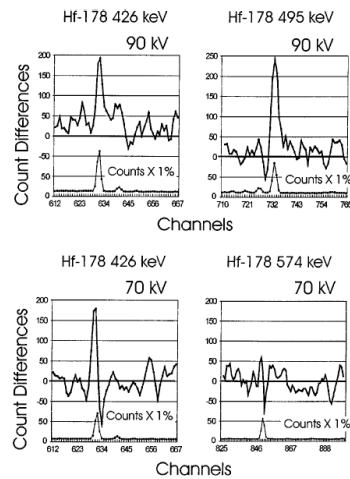 Hf-178 426 keV
90 kV
Count Differences
200
150
100
50
0
-50
50
0
Counts X 1%
612 623 634 645 656 667
Hf-178 495 keV
90 kV
250
200
150
100
50
0
50
0
Counts X 1%
710 721 732 743 754 765
Channels
Hf-178 426 keV
70 kV
Count Differences
200
150
100
50
0
50
50
0
Counts X 1%
612 623 634 645 656 667
Hf-178 574 keV
70 kV
200
150
100
50
0
50
50
0
Counts X 1%
825 846 867 888
Channels